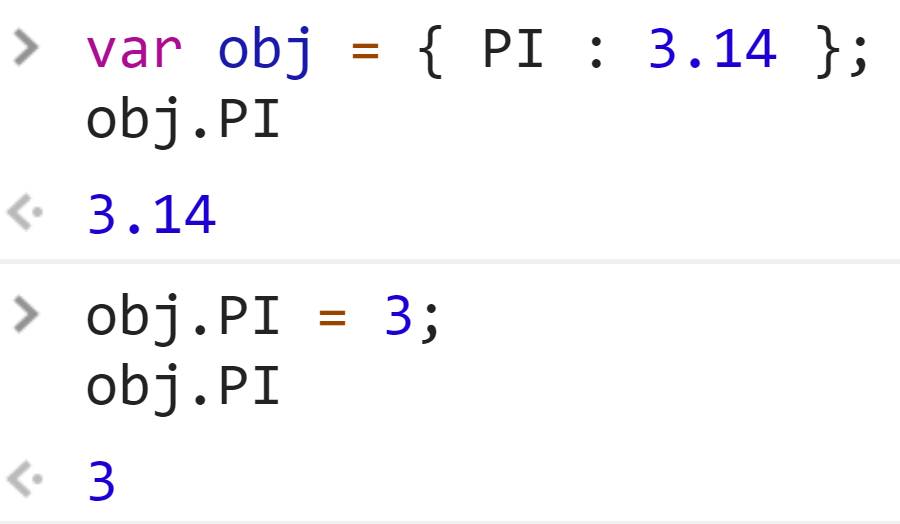 > var obj = { PI : 3.14 };
obj.PI
<· 3.14
> obj.PI = 3;
obj.PI
<· 3